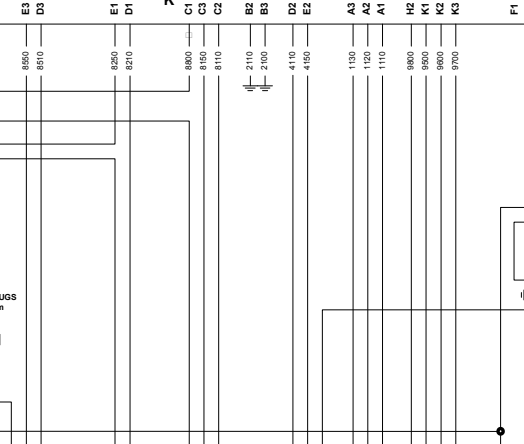 K
E3 D3 E1 D1 C1 C3 C2 B2 B3 D2 E2 A3 A2 A1 H2 K1 K2 K3 F1
8550 8510 8250 8210 8800 8150 8110 2110 2100 4110 4150 1130 1120 1110 9800 9500 9600 9700
UGS
m